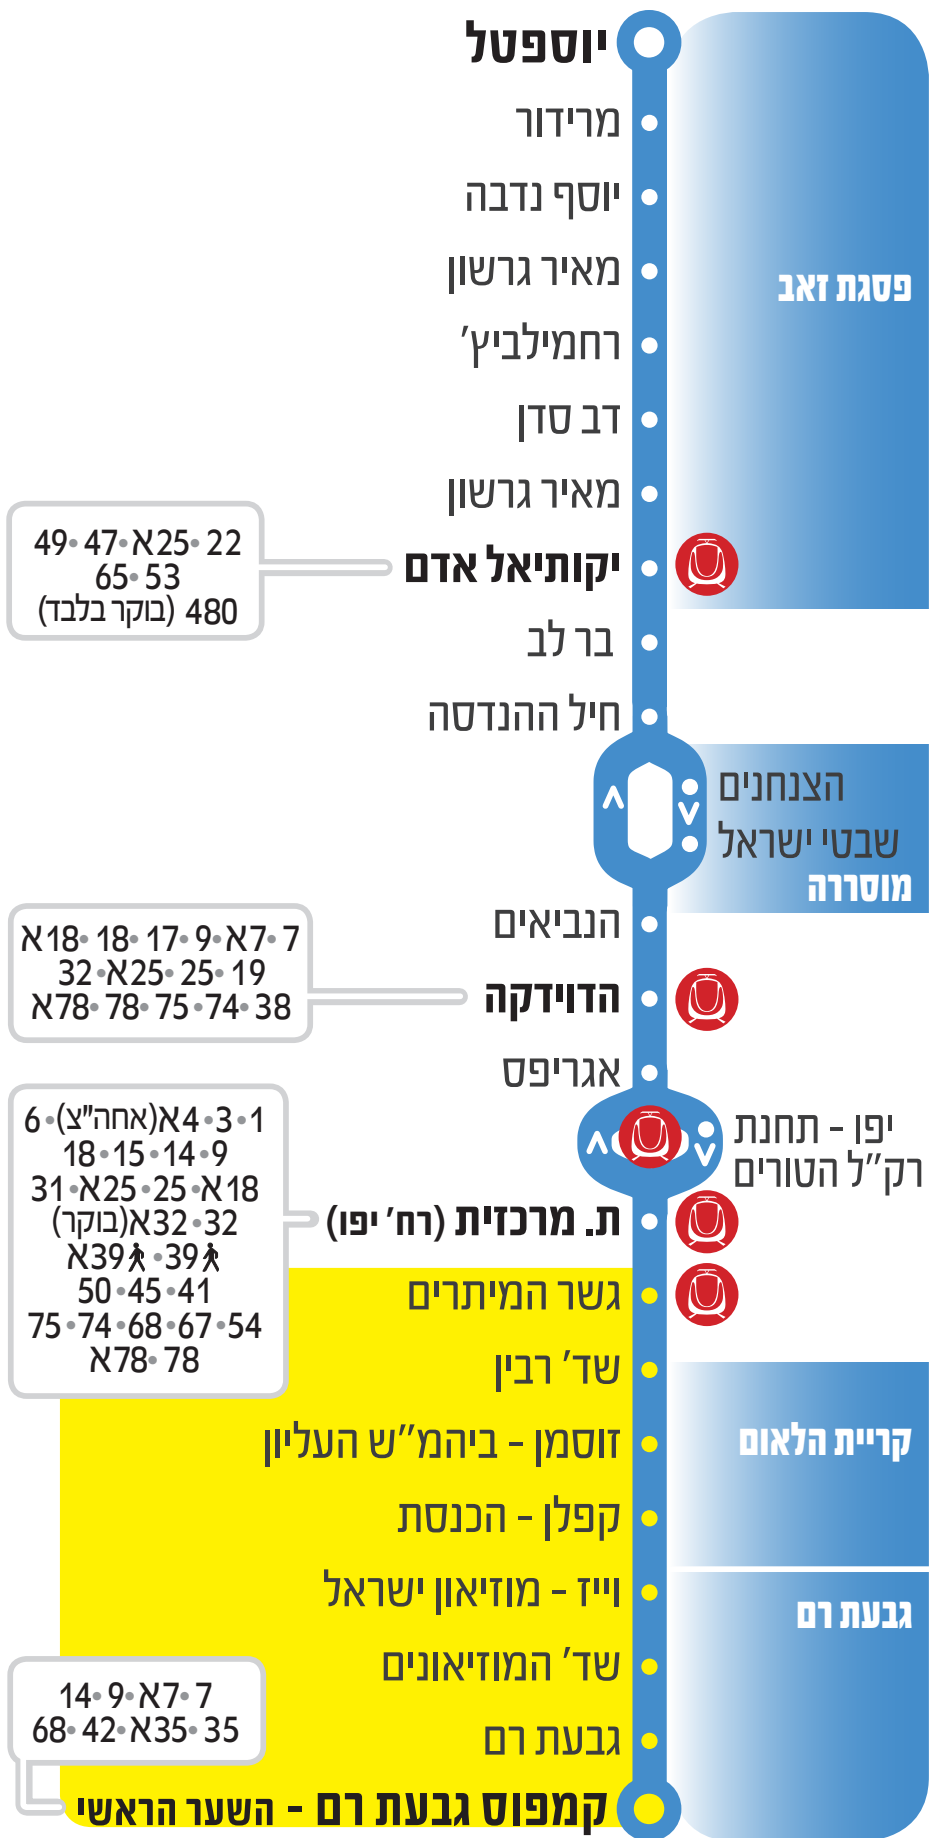 יוספטל
מרידור
יוסף נדבה
מאיר גרשון
פסגת זאב
רחמילביץ'
דב סדן
מאיר גרשון
יקותיאל אדם
22•25א•47•49
53•65
480 (בוקר בלבד)
בר לב
חיל ההנדסה
הצנחנים
שבטי ישראל
מוסררה
הנביאים
הדוידקה
7•7א•9•17•18•18א
19•25•25א•32
38•74•75•78•78א
אגריפס
יפו - תחנת
רק"ל הטורים
ת. מרכזית (רח' יפו)
1•3•4א(אחה"צ)•6
9•14•15•18
18א•25•25א•31
32•32א(בוקר)
39•39א
41•45•50
54•67•68•74•75
78•78א
גשר המיתרים
שד' רבין
זוסמן - ביהמ"ש העליון
קריית הלאום
קפלן - הכנסת
וייז - מוזיאון ישראל
גבעת רם
שד' המוזיאונים
גבעת רם
קמפוס גבעת רם - השער הראשי
7•7א•9•14
35•35א•42•68